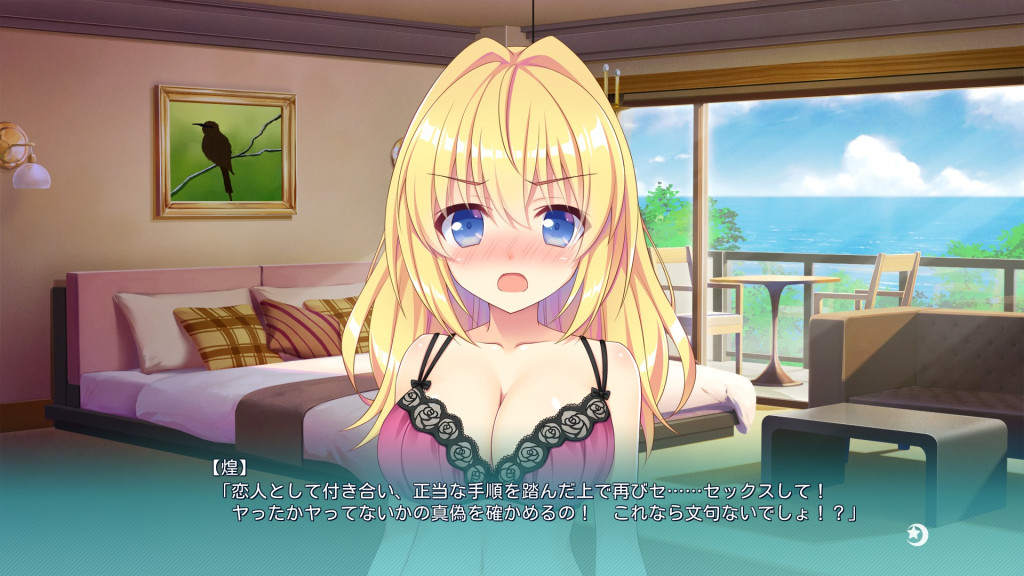 【煌】
「恋人として付き合い、正当な手順を踏んだ上で再びセ……セックスして！
ヤったかヤってないかの真偽を確かめるの！　これなら文句ないでしょ！？」